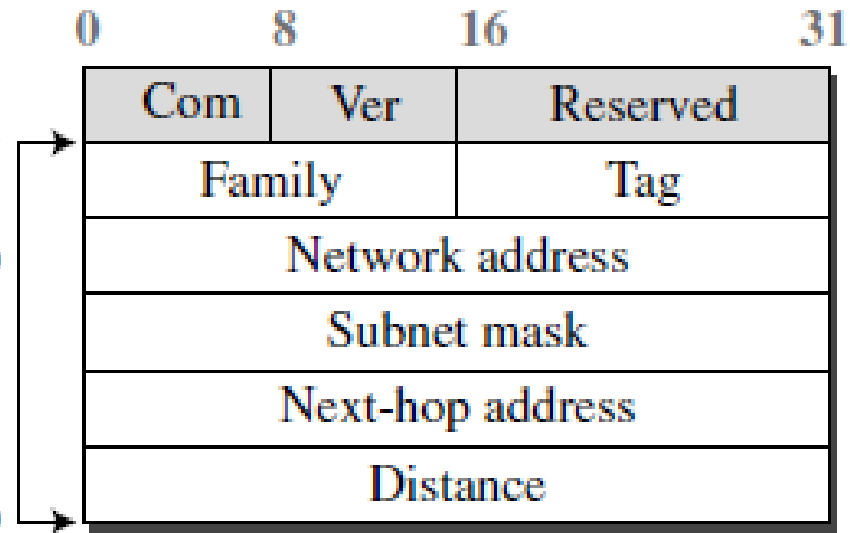 0 8 16 31
Com Ver Reserved
Family Tag
Network address
Subnet mask
Next-hop address
Distance